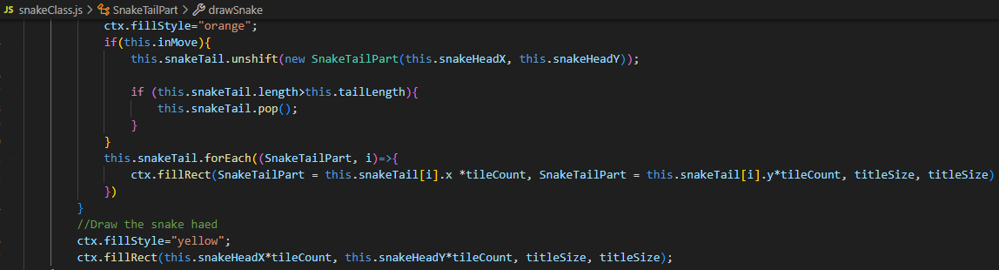 JS snakeClass.js > SnakeTailPart > drawSnake
ctx.fillStyle="orange";
if(this.inMove){
this.snakeTail.unshift(new SnakeTailPart(this.snakeHeadX, this.snakeHeadY));
if (this.snakeTail.length>this.tailLength){
this.snakeTail.pop();
}
}
this.snakeTail.forEach((SnakeTailPart, i)=>{
ctx.fillRect(SnakeTailPart = this.snakeTail[i].x *tileCount, SnakeTailPart = this.snakeTail[i].y*tileCount, titleSize, titleSize)
})
}
//Draw the snake haed
ctx.fillStyle="yellow";
ctx.fillRect(this.snakeHeadX*tileCount, this.snakeHeadY*tileCount, titleSize, titleSize);